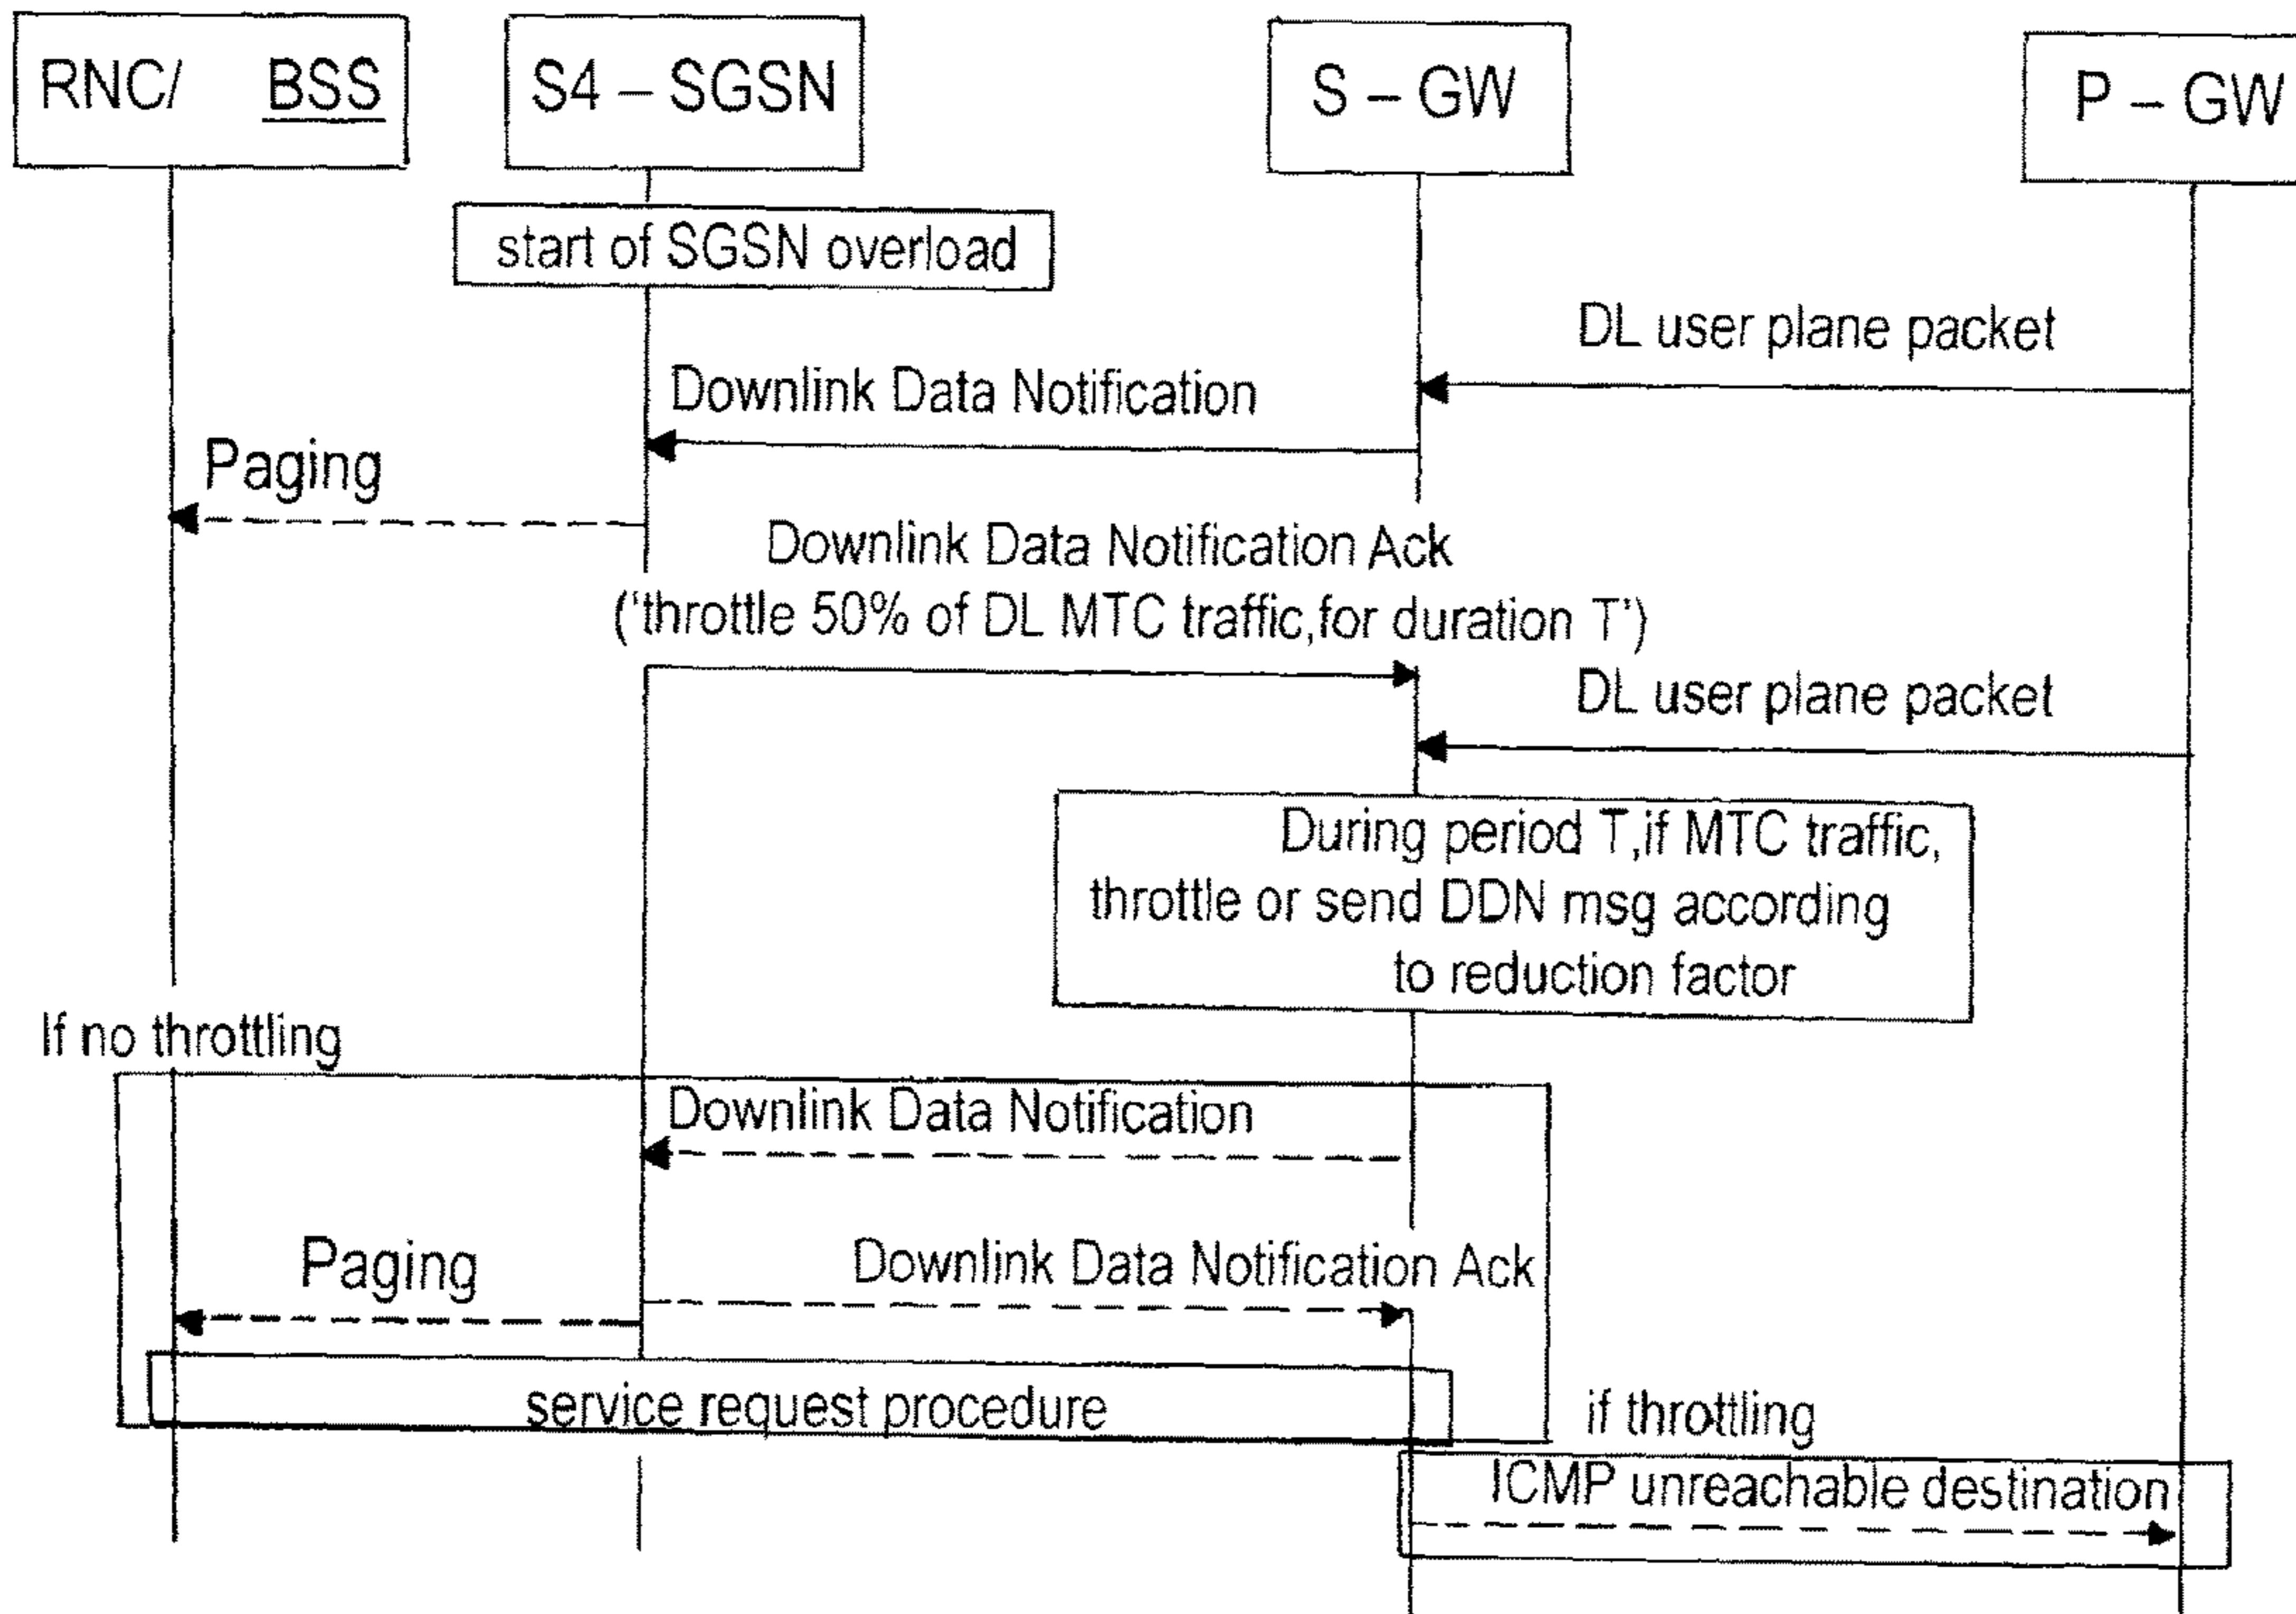 RNC/ BSS
S4 – SGSN
S – GW
P – GW
start of SGSN overload
DL user plane packet
Downlink Data Notification
Paging
Downlink Data Notification Ack
(‘throttle 50% of DL MTC traffic,for duration T’)
DL user plane packet
During period T,if MTC traffic,
throttle or send DDN msg according
to reduction factor
If no throttling
Downlink Data Notification
Paging
Downlink Data Notification Ack
service request procedure
if throttling
ICMP unreachable destination